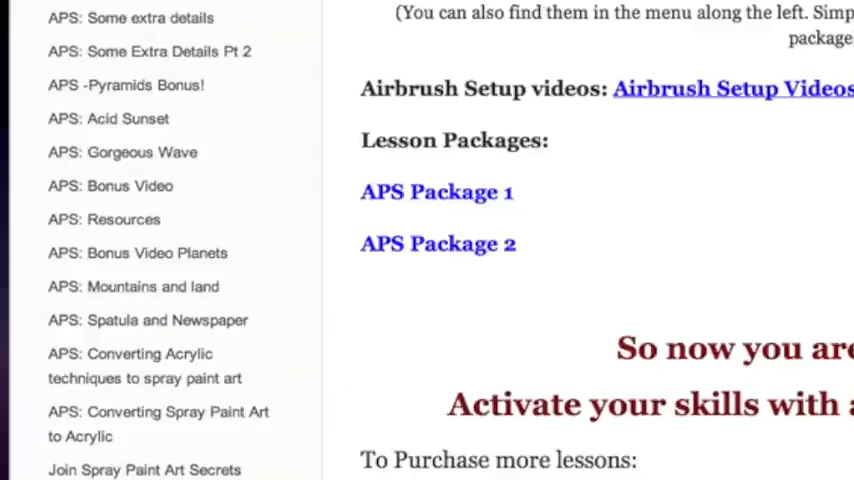 APS: Some extra details
APS: Some Extra Details Pt 2
APS -Pyramids Bonus!
APS: Acid Sunset
APS: Gorgeous Wave
APS: Bonus Video
APS: Resources
APS: Bonus Video Planets
APS: Mountains and land
APS: Spatula and Newspaper
APS: Converting Acrylic
techniques to spray paint art
APS: Converting Spray Paint Art
to Acrylic
Join Spray Paint Art Secrets
(You can also find them in the menu along the left. Simp
package
Airbrush Setup videos: Airbrush Setup Videos
Lesson Packages:
APS Package 1
APS Package 2
So now you are
Activate your skills with a
To Purchase more lessons: